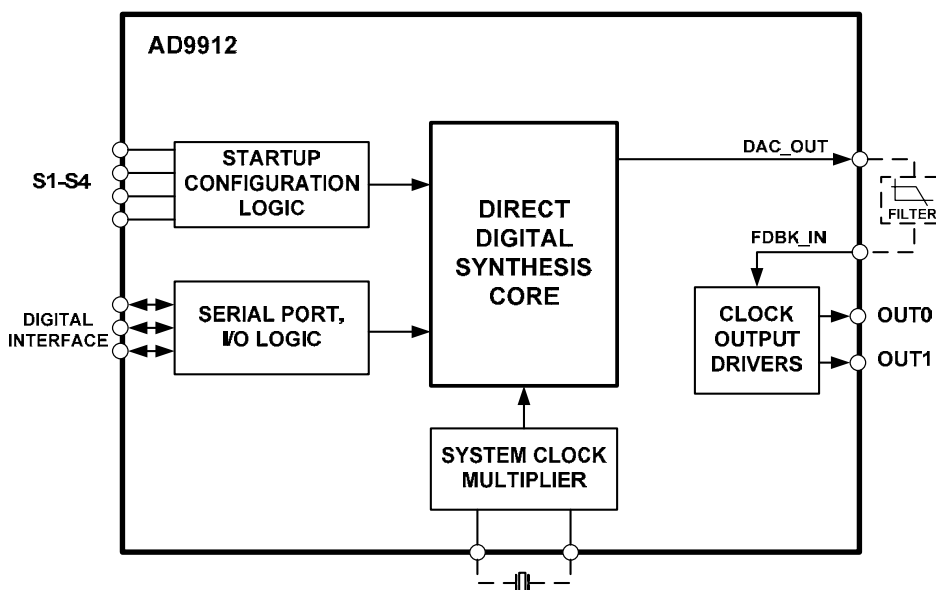 AD9912
S1-S4
STARTUP
CONFIGURATION
LOGIC
DIGITAL
INTERFACE
SERIAL PORT,
I/O LOGIC
DIRECT
DIGITAL
SYNTHESIS
CORE
SYSTEM CLOCK
MULTIPLIER
DAC_OUT
FILTER
FDBK_IN
CLOCK
OUTPUT
DRIVERS
OUT0
OUT1